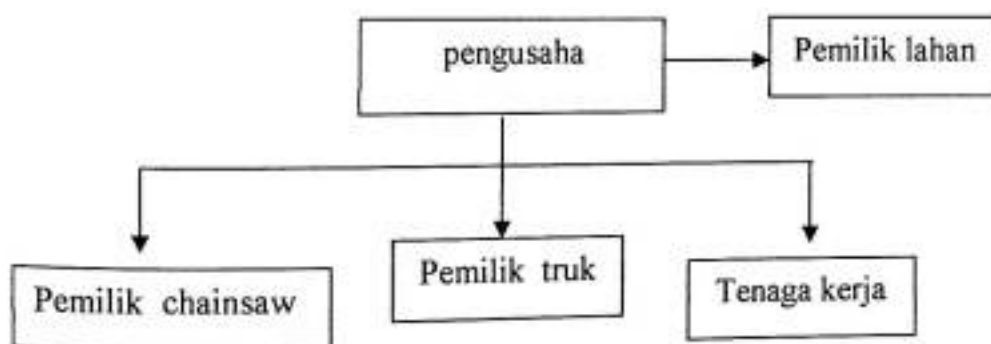 pengusaha
Pemilik lahan
Pemilik chainsaw
Pemilik truk
Tenaga kerja